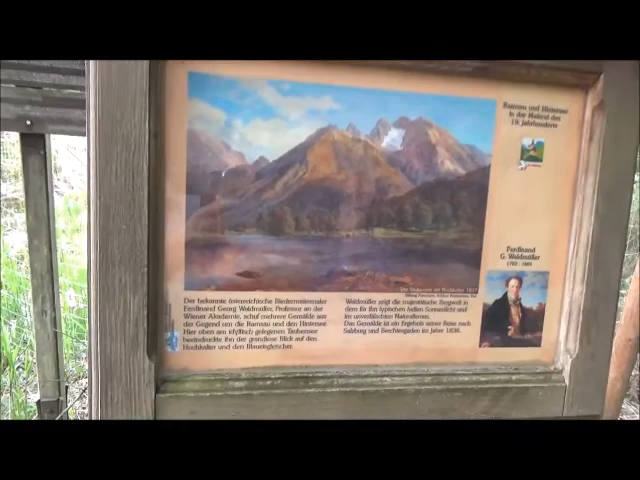 Ramsau und Hintersee
in der Malerei des
19. Jahrhunderts
Ferdinand
G. Waldmüller
1793 - 1865
Der bekannte österreichische Biedermeiermaler
Ferdinand Georg Waldmüller, Professor an der
Wiener Akademie, schuf mehrere Gemälde aus
der Gegend um die Ramsau und den Hintersee.
Hier oben am idyllisch gelegenen Taubensee
beeindruckte ihn der grandiose Blick auf den
Hochkalter und den Blaueisgletscher.
Waldmüller zeigt die majestätische Bergwelt in
dem für ihn typischen hellen Sonnenlicht und
im unverfälschten Naturalismus.
Das Gemälde ist ein Ergebnis seiner Reise nach
Salzburg und Berchtesgaden im Jahre 1836.